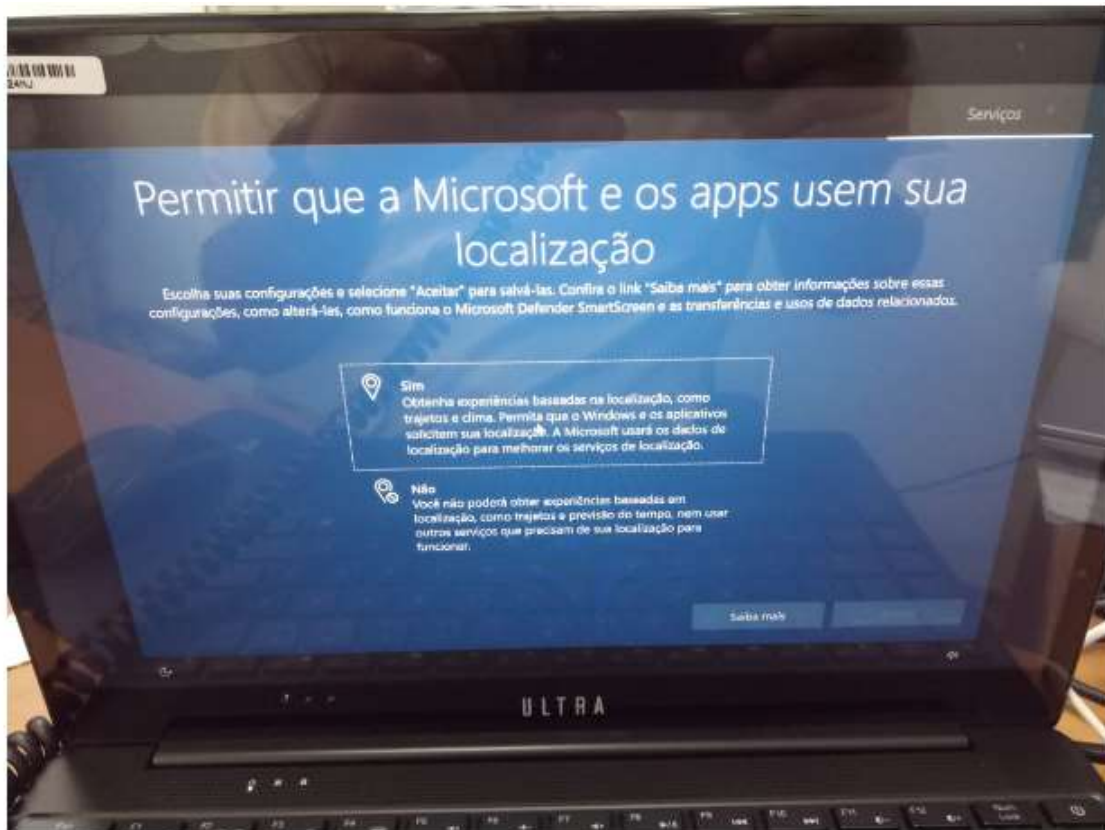 Serviços
Permitir que a Microsoft e os apps usem sua
localização
Escolha suas configurações e selecione "Aceitar" para salvá-las. Confira o link "Saiba mais" para obter informações sobre essas
configurações, como alterá-las, como funciona o Microsoft Defender SmartScreen e as transferências e usos de dados relacionados.
Sim
Obtenha experiências baseadas na localização, como
trajetos e clima. Permita que o Windows e os aplicativos
solicitem sua localização. A Microsoft usará os dados de
localização para melhorar os serviços de localização.
Não
Você não poderá obter experiências baseadas em
localização, como trajetos e previsão do tempo, nem usar
outros serviços que precisam de sua localização para
funcionar.
Saiba mais
ULTRA